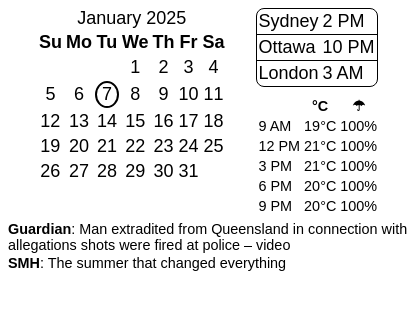 January 2025
Su Mo Tu We Th Fr Sa
1 2 3 4
5 6 7 8 9 10 11
12 13 14 15 16 17 18
19 20 21 22 23 24 25
26 27 28 29 30 31
Sydney 2 PM
Ottawa 10 PM
London 3 AM
°C ☂
9 AM 19°C 100%
12 PM 21°C 100%
3 PM 21°C 100%
6 PM 20°C 100%
9 PM 20°C 100%
Guardian: Man extradited from Queensland in connection with
allegations shots were fired at police – video
SMH: The summer that changed everything